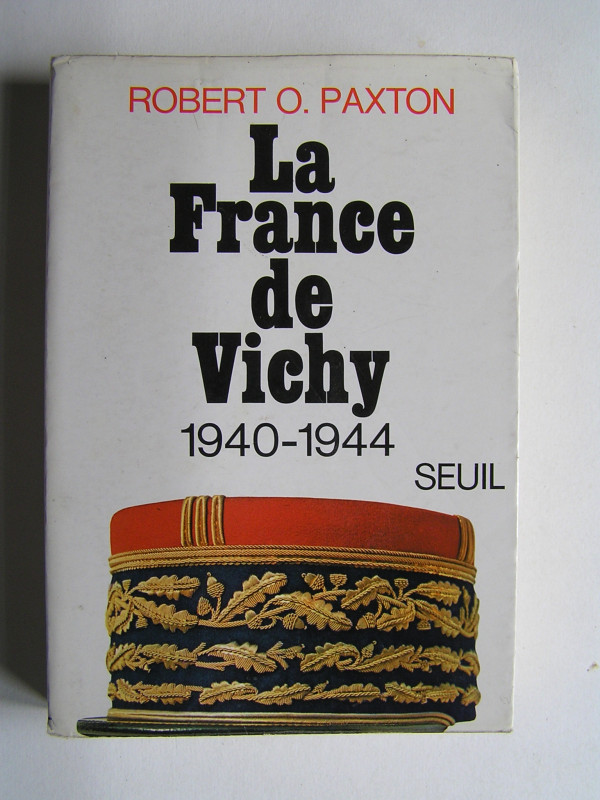 ROBERT O. PAXTON
La
France
de
Vichy
1940-1944
SEUIL